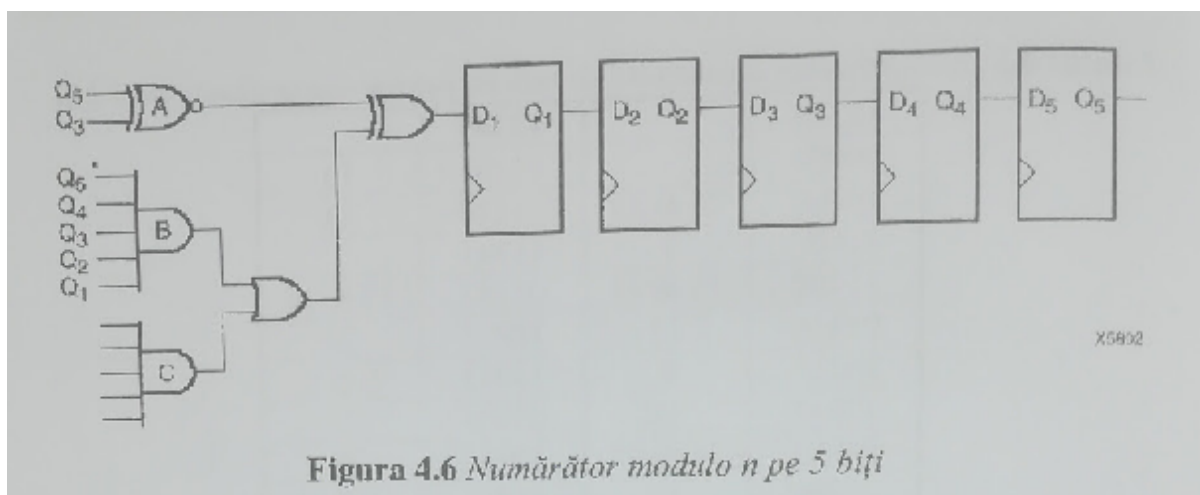 Q5
Q3
A
D1 Q1
D2 Q2
D3 Q3
D4 Q4
D5 Q5
Q5*
Q4
Q3
Q2
Q1
B
C
X5802
Figura 4.6 Numărător modulo n pe 5 biți